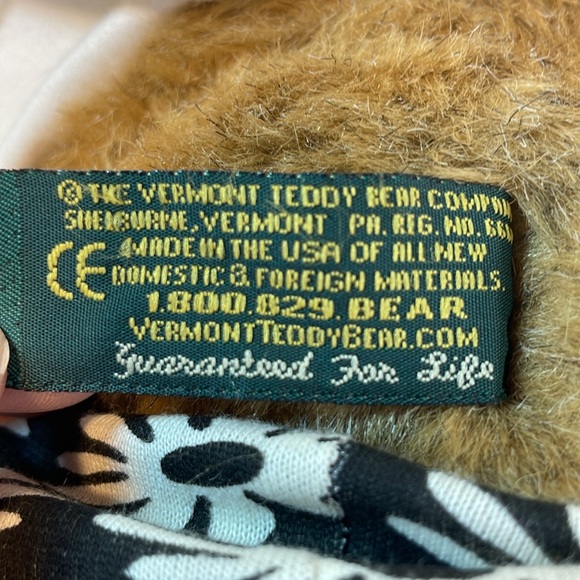 © THE VERMONT TEDDY BEAR COMPANY
SHELBURNE, VERMONT PA. REG. NO.
CE MADE IN THE USA OF ALL NEW
DOMESTIC & FOREIGN MATERIALS.
1.800.829.BEAR
VERMONTTEDDYBEAR.COM
Guaranteed For Life